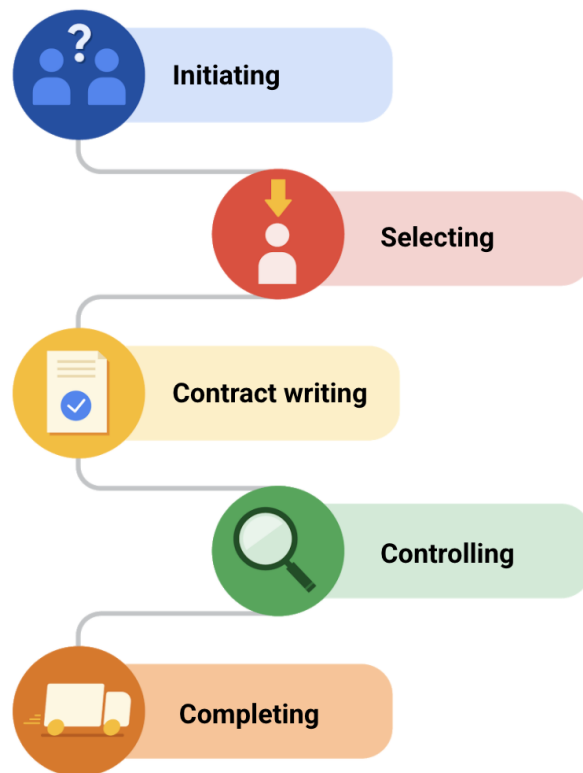 ?
Initiating
Selecting
Contract writing
Controlling
Completing